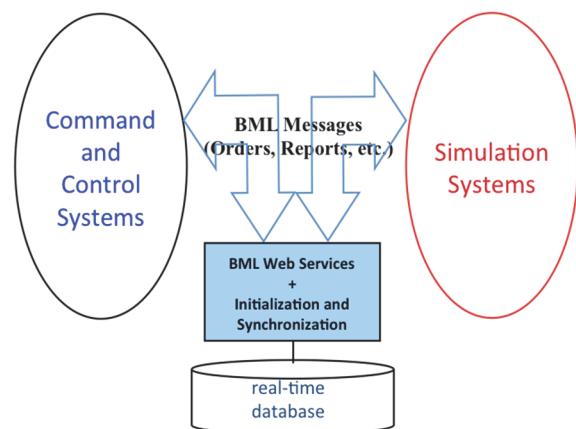 Command
and
Control
Systems
BML Messages
(Orders, Reports, etc.)
Simulation
Systems
BML Web Services
+
Initialization and
Synchronization
real-time
database